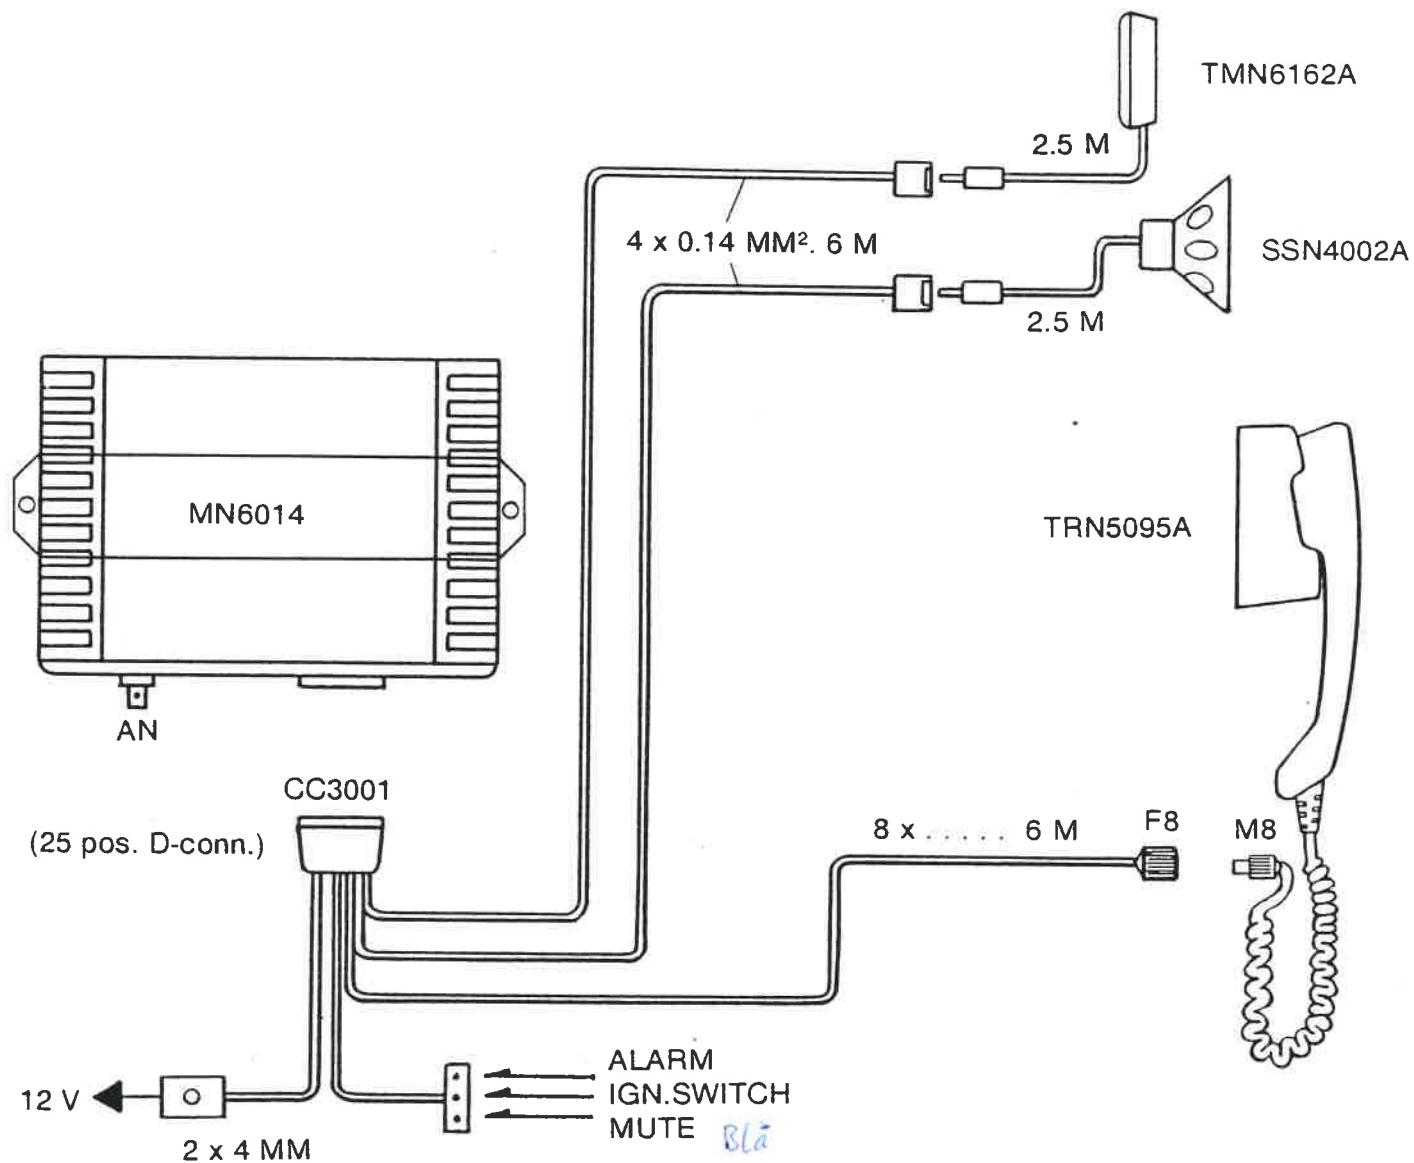 TMN6162A
2.5 M
4 x 0.14 MM². 6 M
SSN4002A
2.5 M
MN6014
TRN5095A
AN
CC3001
(25 pos. D-conn.)
8 x ..... 6 M
F8
M8
ALARM
12 V
IGN.SWITCH
MUTE Blå
2 x 4 MM